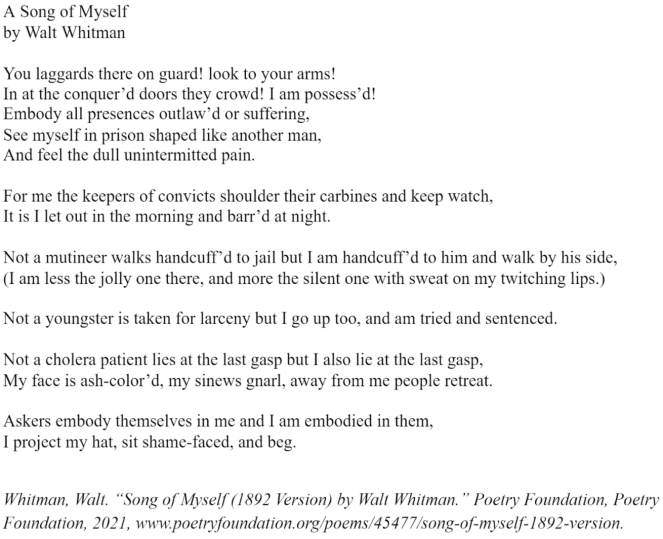 A Song of Myself
by Walt Whitman
You laggards there on guard! look to your arms!
In at the conquer’d doors they crowd! I am possess’d!
Embody all presences outlaw’d or suffering,
See myself in prison shaped like another man,
And feel the dull unintermitted pain.
For me the keepers of convicts shoulder their carbines and keep watch,
It is I let out in the morning and barr’d at night.
Not a mutineer walks handcuff’d to jail but I am handcuff’d to him and walk by his side,
(I am less the jolly one there, and more the silent one with sweat on my twitching lips.)
Not a youngster is taken for larceny but I go up too, and am tried and sentenced.
Not a cholera patient lies at the last gasp but I also lie at the last gasp,
My face is ash-color’d, my sinews gnarl, away from me people retreat.
Askers embody themselves in me and I am embodied in them,
I project my hat, sit shame-faced, and beg.
Whitman, Walt. “Song of Myself (1892 Version) by Walt Whitman.” Poetry Foundation, Poetry
Foundation, 2021, www.poetryfoundation.org/poems/45477/song-of-myself-1892-version.